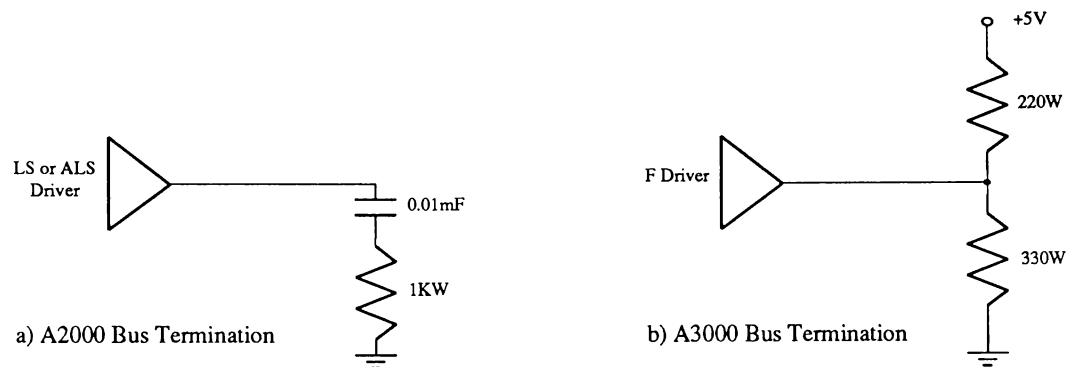 LS or ALS
Driver
0.01mF
1KW
a) A2000 Bus Termination
+5V
220W
F Driver
330W
b) A3000 Bus Termination